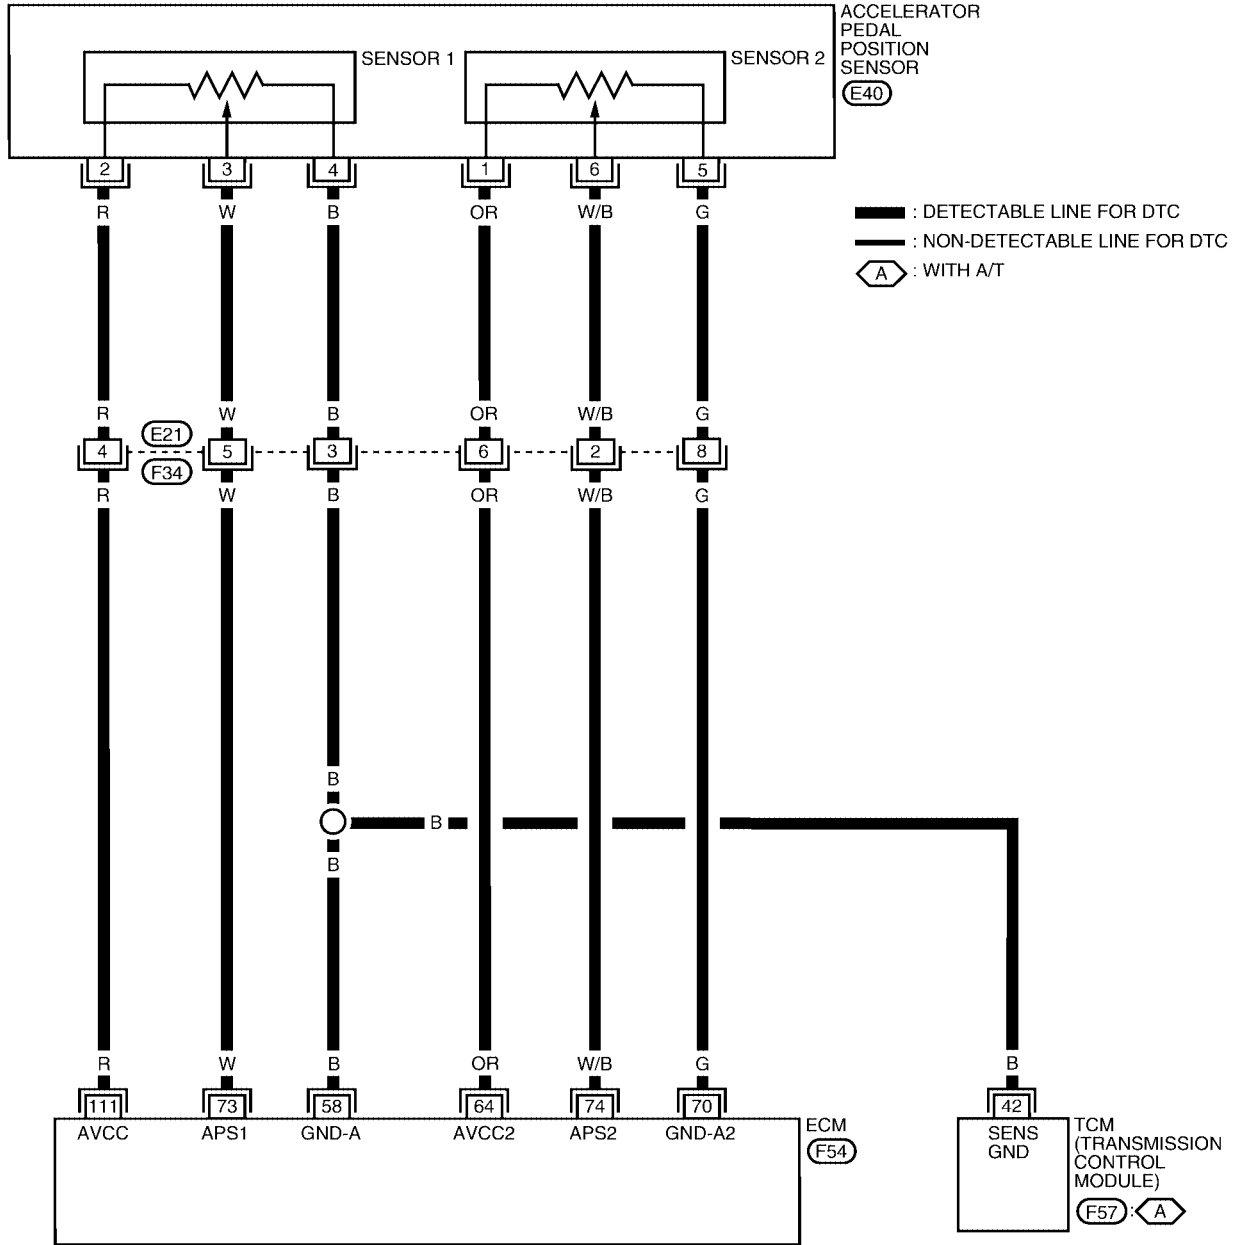 ACCELERATOR
PEDAL
POSITION
SENSOR
E40
SENSOR 1
SENSOR 2
2 3 4 1 6 5
R W B OR W/B G
: DETECTABLE LINE FOR DTC
: NON-DETECTABLE LINE FOR DTC
A : WITH A/T
R W B OR W/B G
E21
4 5 3 6 2 8
F34
R W B OR W/B G
B
B
B
R W B OR W/B G B
111 73 58 64 74 70 42
AVCC APS1 GND-A AVCC2 APS2 GND-A2
ECM
F54
SENS
GND
TCM
(TRANSMISSION
CONTROL
MODULE)
F57 : A